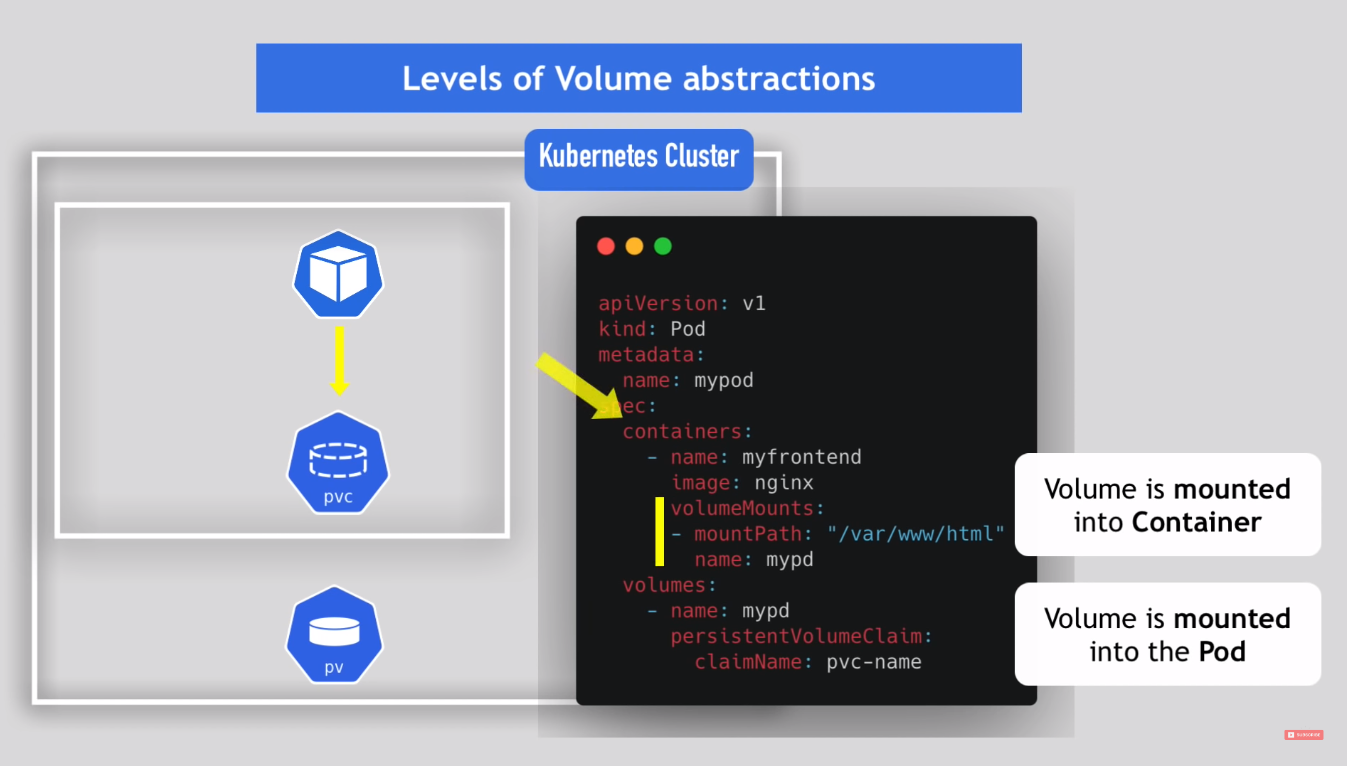 Levels of Volume abstractions
Kubernetes Cluster
pvc
pv
apiVersion: v1
kind: Pod
metadata:
  name: mypod
spec:
  containers:
    - name: myfrontend
      image: nginx
      volumeMounts:
      - mountPath: "/var/www/html"
        name: mypd
  volumes:
    - name: mypd
      persistentVolumeClaim:
        claimName: pvc-name
Volume is mounted
into Container
Volume is mounted
into the Pod